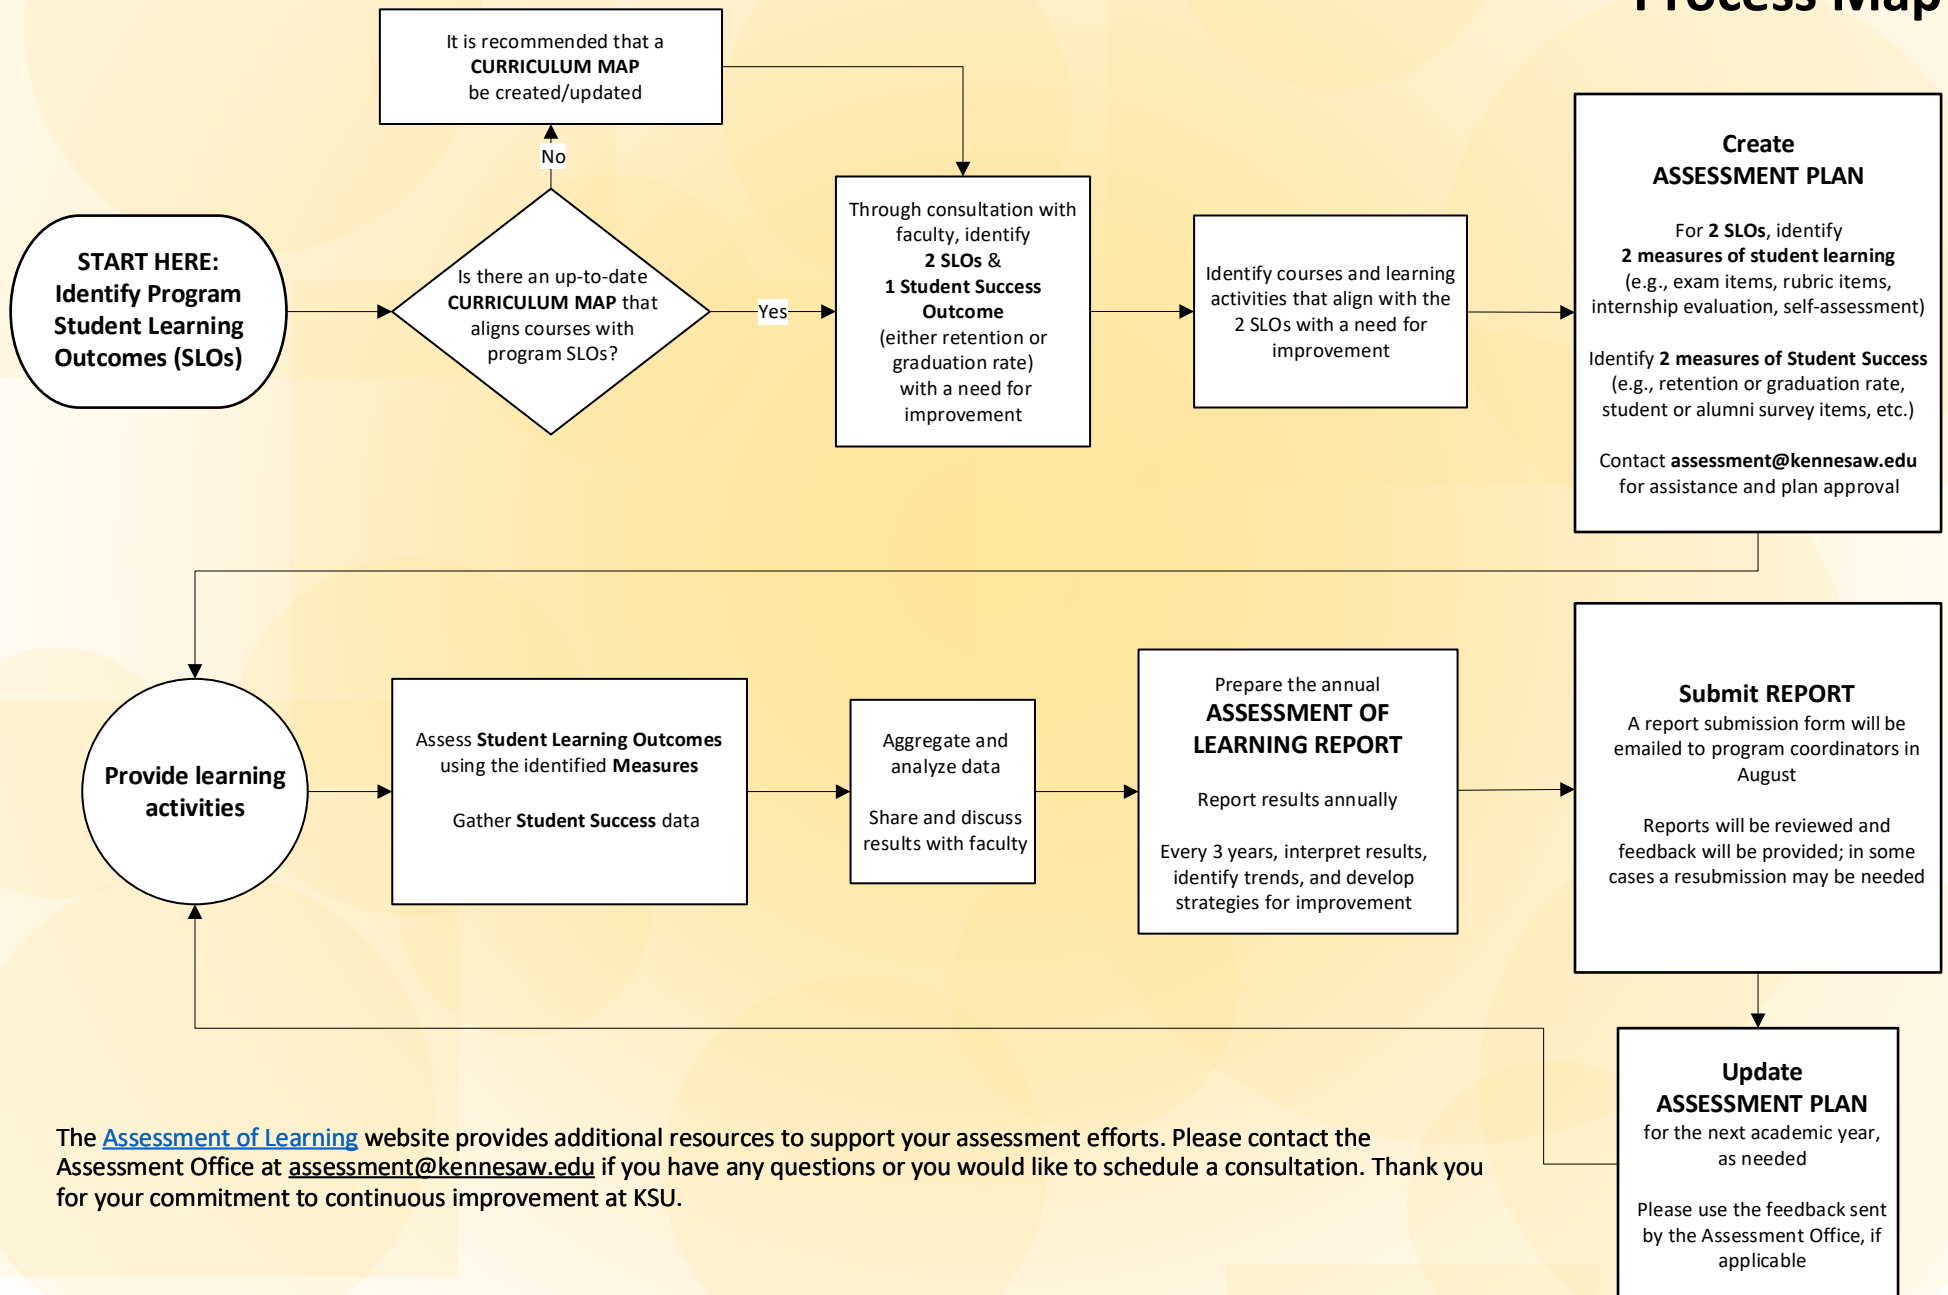 Process Map
It is recommended that a
CURRICULUM MAP
be created/updated
No
START HERE:
Identify Program
Student Learning
Outcomes (SLOs)
Is there an up-to-date
CURRICULUM MAP that
aligns courses with
program SLOs?
Yes
Through consultation with
faculty, identify
2 SLOs &
1 Student Success
Outcome
(either retention or
graduation rate)
with a need for
improvement
Identify courses and learning
activities that align with the
2 SLOs with a need for
improvement
Create
ASSESSMENT PLAN
For 2 SLOs, identify
2 measures of student learning
(e.g., exam items, rubric items,
internship evaluation, self-assessment)
Identify 2 measures of Student Success
(e.g., retention or graduation rate,
student or alumni survey items, etc.)
Contact assessment@kennesaw.edu
for assistance and plan approval
Provide learning
activities
Assess Student Learning Outcomes
using the identified Measures
Gather Student Success data
Aggregate and
analyze data
Share and discuss
results with faculty
Prepare the annual
ASSESSMENT OF
LEARNING REPORT
Report results annually
Every 3 years, interpret results,
identify trends, and develop
strategies for improvement
Submit REPORT
A report submission form will be
emailed to program coordinators in
August
Reports will be reviewed and
feedback will be provided; in some
cases a resubmission may be needed
Update
ASSESSMENT PLAN
for the next academic year,
as needed
Please use the feedback sent
by the Assessment Office, if
applicable
The Assessment of Learning website provides additional resources to support your assessment efforts. Please contact the
Assessment Office at assessment@kennesaw.edu if you have any questions or you would like to schedule a consultation. Thank you
for your commitment to continuous improvement at KSU.